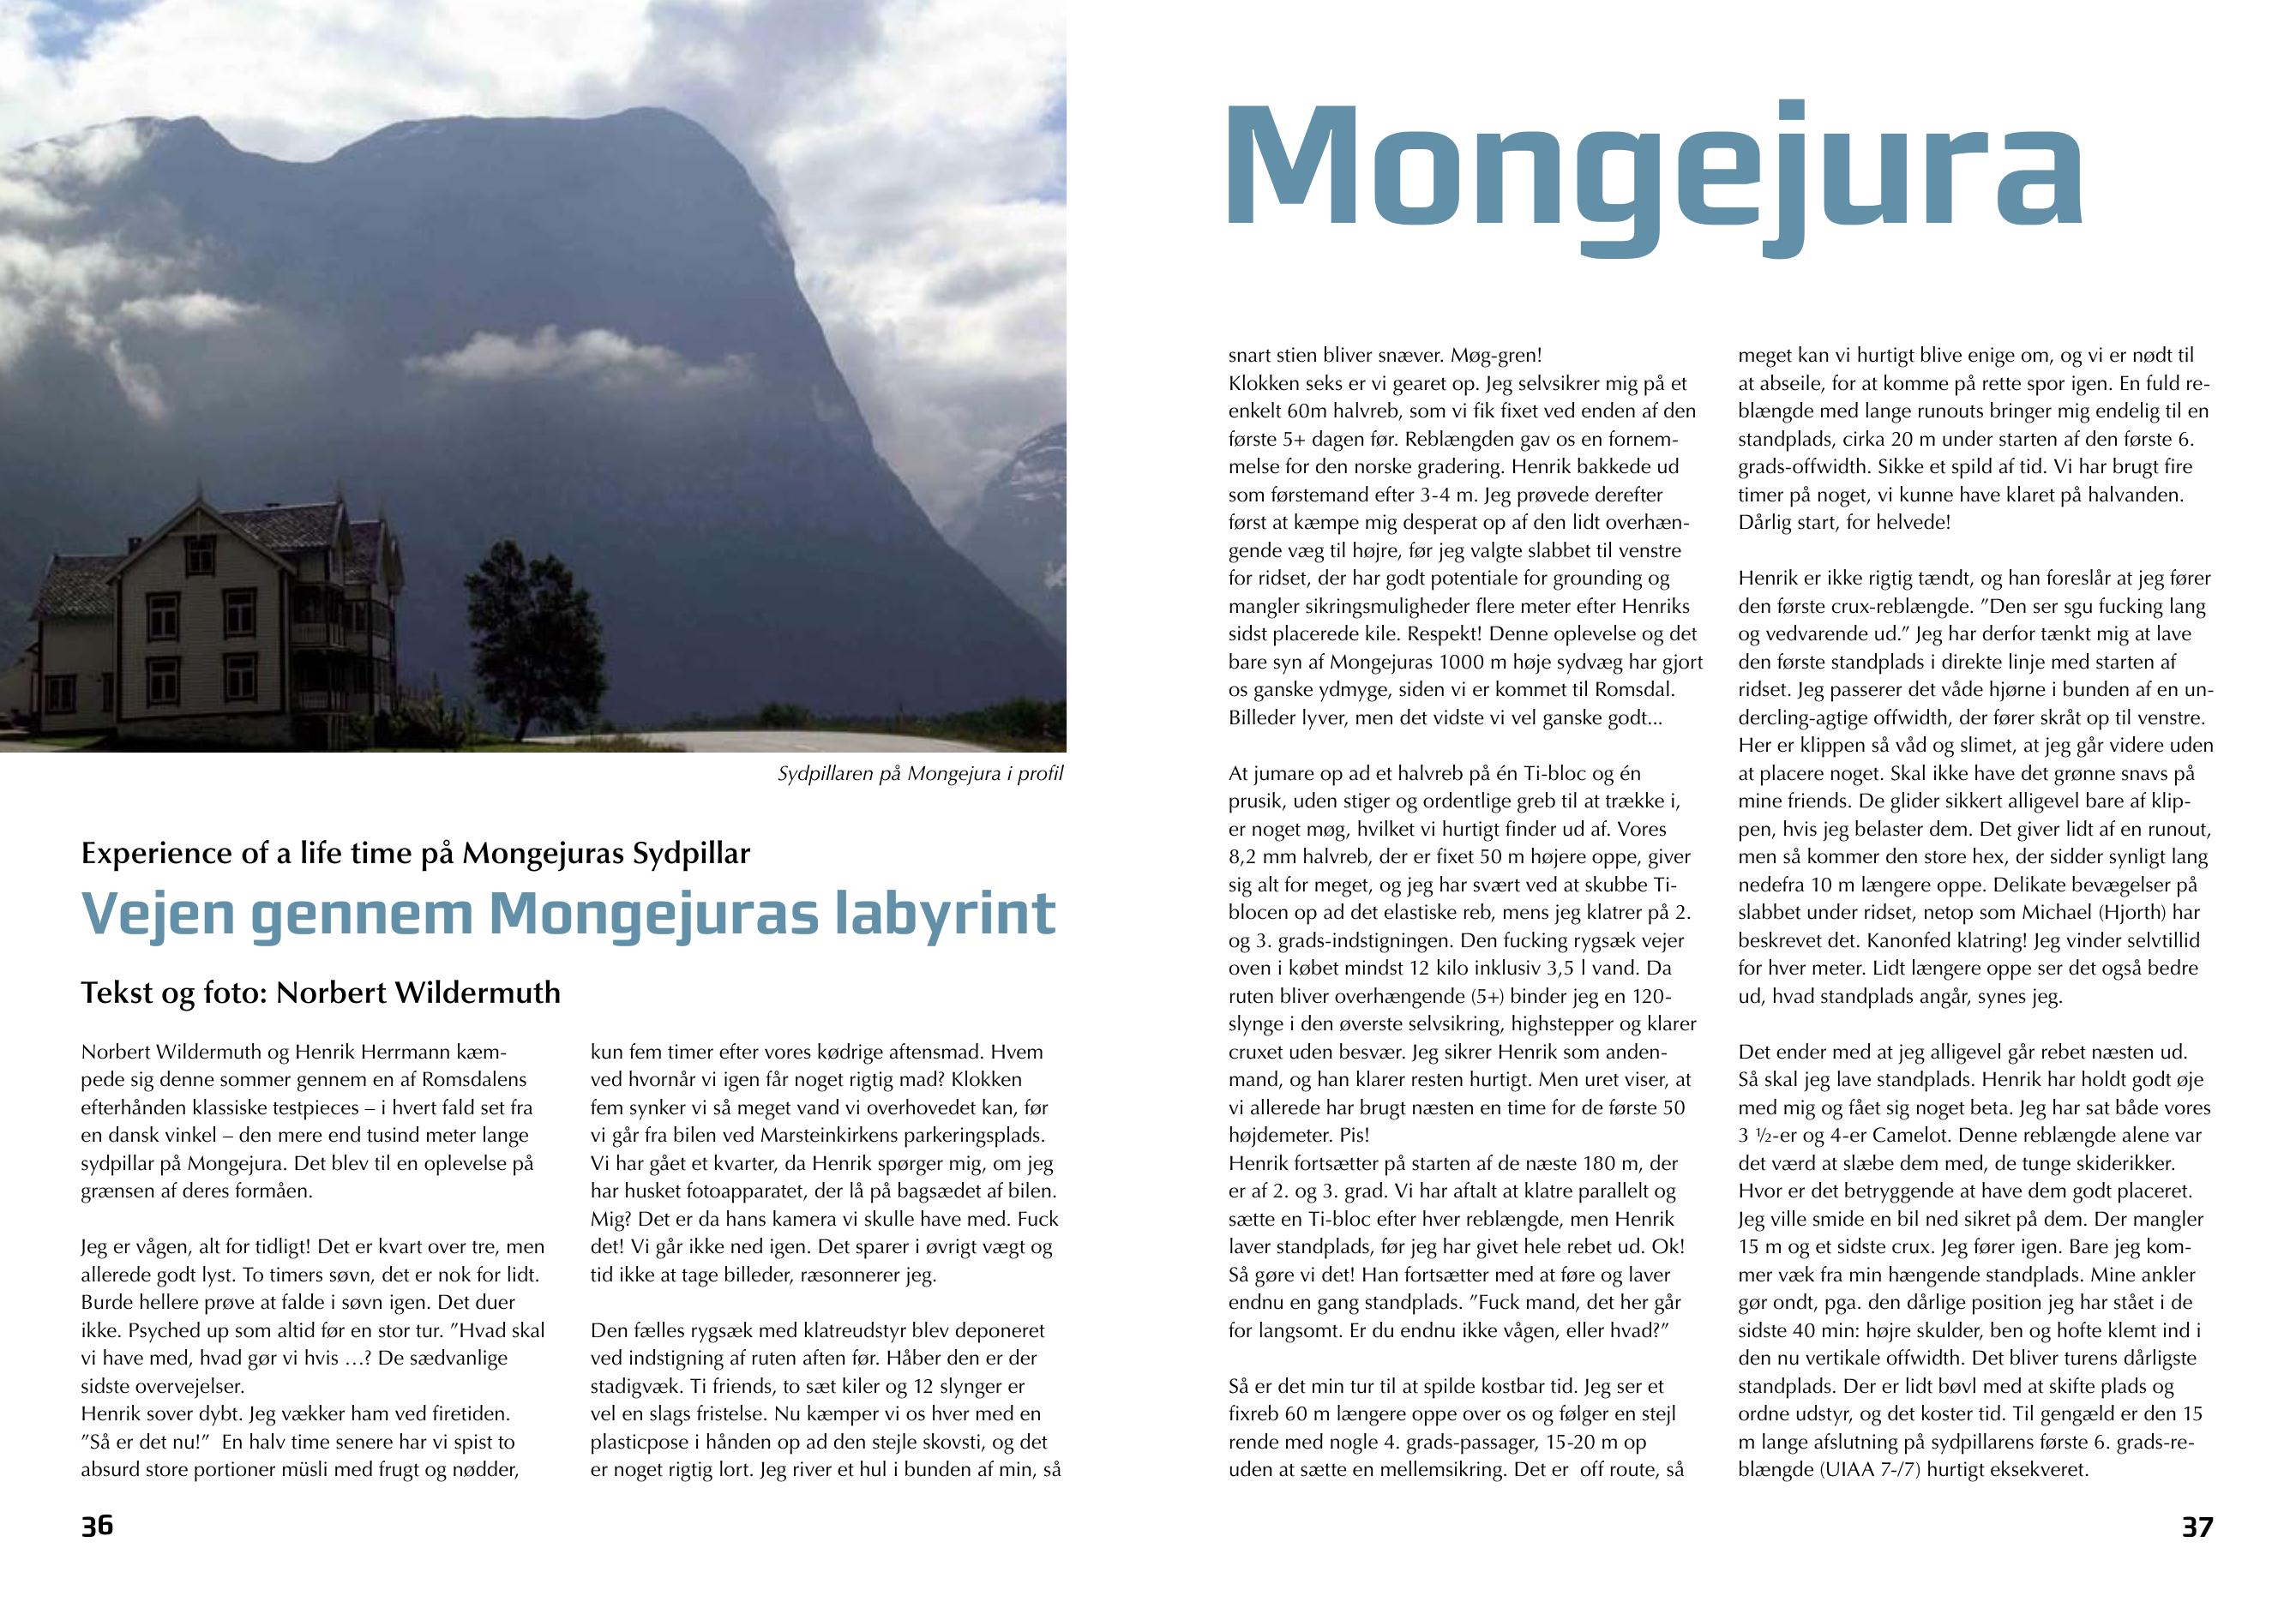 Mongejura
Sydpillaren på Mongejura i profil
Experience of a life time på Mongejuras Sydpillar
Vejen gennem Mongejuras labyrint
Tekst og foto: Norbert Wildermuth
Norbert Wildermuth og Henrik Herrmann kæm-
pede sig denne sommer gennem en af Romsdalens
efterhånden klassiske testpieces – i hvert fald set fra
en dansk vinkel – den mere end tusind meter lange
sydpillar på Mongejura. Det blev til en oplevelse på
grænsen af deres formåen.
Jeg er vågen, alt for tidligt! Det er kvart over tre, men
allerede godt lyst. To timers søvn, det er nok for lidt.
Burde hellere prøve at falde i søvn igen. Det duer
ikke. Psyched up som altid før en stor tur. ”Hvad skal
vi have med, hvad gør vi hvis …? De sædvanlige
sidste overvejelser.
Henrik sover dybt. Jeg vækker ham ved firetiden.
”Så er det nu!”  En halv time senere har vi spist to
absurd store portioner müsli med frugt og nødder,
kun fem timer efter vores kødrige aftensmad. Hvem
ved hvornår vi igen får noget rigtig mad? Klokken
fem synker vi så meget vand vi overhovedet kan, før
vi går fra bilen ved Marsteinkirkens parkeringsplads.
Vi har gået et kvarter, da Henrik spørger mig, om jeg
har husket fotoapparatet, der lå på bagsædet af bilen.
Mig? Det er da hans kamera vi skulle have med. Fuck
det! Vi går ikke ned igen. Det sparer i øvrigt vægt og
tid ikke at tage billeder, ræsonnerer jeg.
Den fælles rygsæk med klatreudstyr blev deponeret
ved indstigning af ruten aften før. Håber den er der
stadigvæk. Ti friends, to sæt kiler og 12 slynger er
vel en slags fristelse. Nu kæmper vi os hver med en
plasticpose i hånden op ad den stejle skovsti, og det
er noget rigtig lort. Jeg river et hul i bunden af min, så
36
snart stien bliver snæver. Møg-gren!
Klokken seks er vi gearet op. Jeg selvsikrer mig på et
enkelt 60m halvreb, som vi fik fixet ved enden af den
første 5+ dagen før. Reblængden gav os en fornem-
melse for den norske gradering. Henrik bakkede ud
som førstemand efter 3-4 m. Jeg prøvede derefter
først at kæmpe mig desperat op af den lidt overhæn-
gende væg til højre, før jeg valgte slabbet til venstre
for ridset, der har godt potentiale for grounding og
mangler sikringsmuligheder flere meter efter Henriks
sidst placerede kile. Respekt! Denne oplevelse og det
bare syn af Mongejuras 1000 m høje sydvæg har gjort
os ganske ydmyge, siden vi er kommet til Romsdal.
Billeder lyver, men det vidste vi vel ganske godt...
At jumare op ad et halvreb på én Ti-bloc og én
prusik, uden stiger og ordentlige greb til at trække i,
er noget møg, hvilket vi hurtigt finder ud af. Vores
8,2 mm halvreb, der er fixet 50 m højere oppe, giver
sig alt for meget, og jeg har svært ved at skubbe Ti-
blocen op ad det elastiske reb, mens jeg klatrer på 2.
og 3. grads-indstigningen. Den fucking rygsæk vejer
oven i købet mindst 12 kilo inklusiv 3,5 l vand. Da
ruten bliver overhængende (5+) binder jeg en 120-
slynge i den øverste selvsikring, highstepper og klarer
cruxet uden besvær. Jeg sikrer Henrik som anden-
mand, og han klarer resten hurtigt. Men uret viser, at
vi allerede har brugt næsten en time for de første 50
højdemeter. Pis!
Henrik fortsætter på starten af de næste 180 m, der
er af 2. og 3. grad. Vi har aftalt at klatre parallelt og
sætte en Ti-bloc efter hver reblængde, men Henrik
laver standplads, før jeg har givet hele rebet ud. Ok!
Så gøre vi det! Han fortsætter med at føre og laver
endnu en gang standplads. ”Fuck mand, det her går
for langsomt. Er du endnu ikke vågen, eller hvad?”
Så er det min tur til at spilde kostbar tid. Jeg ser et
fixreb 60 m længere oppe over os og følger en stejl
rende med nogle 4. grads-passager, 15-20 m op
uden at sætte en mellemsikring. Det er  off route, så
meget kan vi hurtigt blive enige om, og vi er nødt til
at abseile, for at komme på rette spor igen. En fuld re-
blængde med lange runouts bringer mig endelig til en
standplads, cirka 20 m under starten af den første 6.
grads-offwidth. Sikke et spild af tid. Vi har brugt fire
timer på noget, vi kunne have klaret på halvanden.
Dårlig start, for helvede!
Henrik er ikke rigtig tændt, og han foreslår at jeg fører
den første crux-reblængde. ”Den ser sgu fucking lang
og vedvarende ud.” Jeg har derfor tænkt mig at lave
den første standplads i direkte linje med starten af
ridset. Jeg passerer det våde hjørne i bunden af en un-
dercling-agtige offwidth, der fører skråt op til venstre.
Her er klippen så våd og slimet, at jeg går videre uden
at placere noget. Skal ikke have det grønne snavs på
mine friends. De glider sikkert alligevel bare af klip-
pen, hvis jeg belaster dem. Det giver lidt af en runout,
men så kommer den store hex, der sidder synligt lang
nedefra 10 m længere oppe. Delikate bevægelser på
slabbet under ridset, netop som Michael (Hjorth) har
beskrevet det. Kanonfed klatring! Jeg vinder selvtillid
for hver meter. Lidt længere oppe ser det også bedre
ud, hvad standplads angår, synes jeg.
Det ender med at jeg alligevel går rebet næsten ud.
Så skal jeg lave standplads. Henrik har holdt godt øje
med mig og fået sig noget beta. Jeg har sat både vores
3 ½-er og 4-er Camelot. Denne reblængde alene var
det værd at slæbe dem med, de tunge skiderikker.
Hvor er det betryggende at have dem godt placeret.
Jeg ville smide en bil ned sikret på dem. Der mangler
15 m og et sidste crux. Jeg fører igen. Bare jeg kom-
mer væk fra min hængende standplads. Mine ankler
gør ondt, pga. den dårlige position jeg har stået i de
sidste 40 min: højre skulder, ben og hofte klemt ind i
den nu vertikale offwidth. Det bliver turens dårligste
standplads. Der er lidt bøvl med at skifte plads og
ordne udstyr, og det koster tid. Til gengæld er den 15
m lange afslutning på sydpillarens første 6. grads-re-
blængde (UIAA 7-/7) hurtigt eksekveret.
37